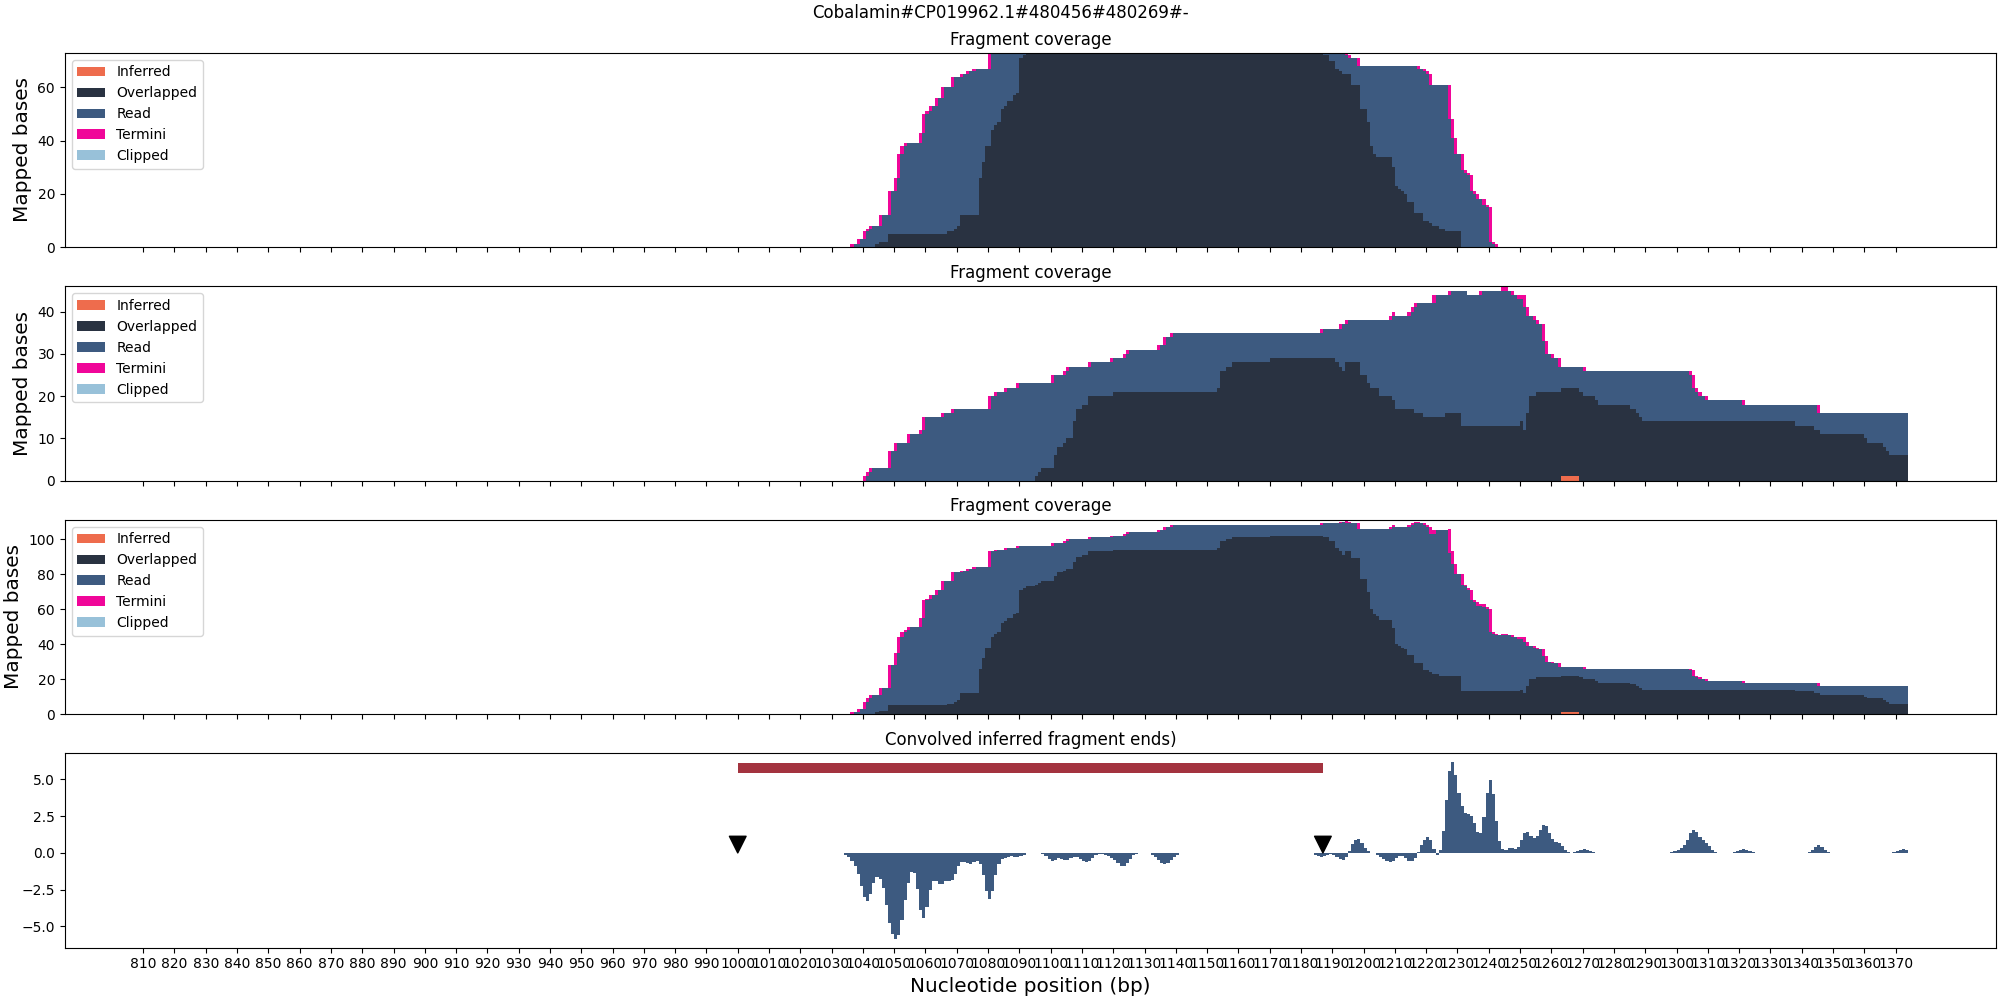 Cobalamin#CP019962.1#480456#480269#-
Fragment coverage
Mapped bases
60
40
20
0
Inferred
Overlapped
Read
Termini
Clipped
Fragment coverage
Mapped bases
40
30
20
10
0
Inferred
Overlapped
Read
Termini
Clipped
Fragment coverage
Mapped bases
100
80
60
40
20
0
Inferred
Overlapped
Read
Termini
Clipped
Convolved inferred fragment ends)
5.0
2.5
0.0
−2.5
−5.0
810 820 830 840 850 860 870 880 890 900 910 920 930 940 950 960 970 980 990 1000 1010 1020 1030 1040 1050 1060 1070 1080 1090 1100 1110 1120 1130 1140 1150 1160 1170 1180 1190 1200 1210 1220 1230 1240 1250 1260 1270 1280 1290 1300 1310 1320 1330 1340 1350 1360 1370
Nucleotide position (bp)